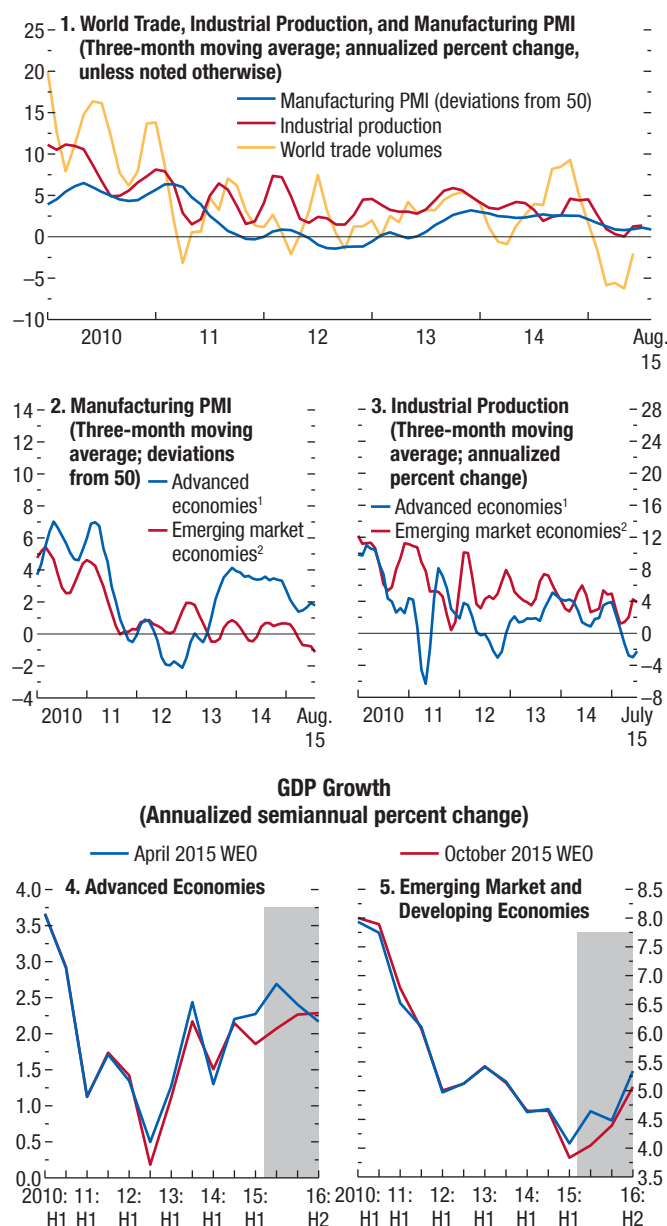 1. World Trade, Industrial Production, and Manufacturing PMI
(Three-month moving average; annualized percent change,
unless noted otherwise)
Manufacturing PMI (deviations from 50)
Industrial production
World trade volumes
25
20
15
10
5
0
–5
–10
2010 11 12 13 14 Aug.
15
2. Manufacturing PMI
(Three-month moving
average; deviations
from 50)
Advanced
economies1
Emerging market
economies2
14
12
10
8
6
4
2
0
–2
–4
2010 11 12 13 14 Aug.
15
3. Industrial Production
(Three-month moving
average; annualized
percent change)
Advanced economies1
Emerging market economies2
28
24
20
16
12
8
4
0
–4
–8
2010 11 12 13 14 July
15
GDP Growth
(Annualized semiannual percent change)
April 2015 WEO
October 2015 WEO
4. Advanced Economies
4.0
3.5
3.0
2.5
2.0
1.5
1.0
0.5
0.0
2010: 11: 12: 13: 14: 15: 16:
H1 H1 H1 H1 H1 H1 H2
5. Emerging Market and
Developing Economies
8.5
8.0
7.5
7.0
6.5
6.0
5.5
5.0
4.5
4.0
3.5
2010: 11: 12: 13: 14: 15: 16:
H1 H1 H1 H1 H1 H1 H2